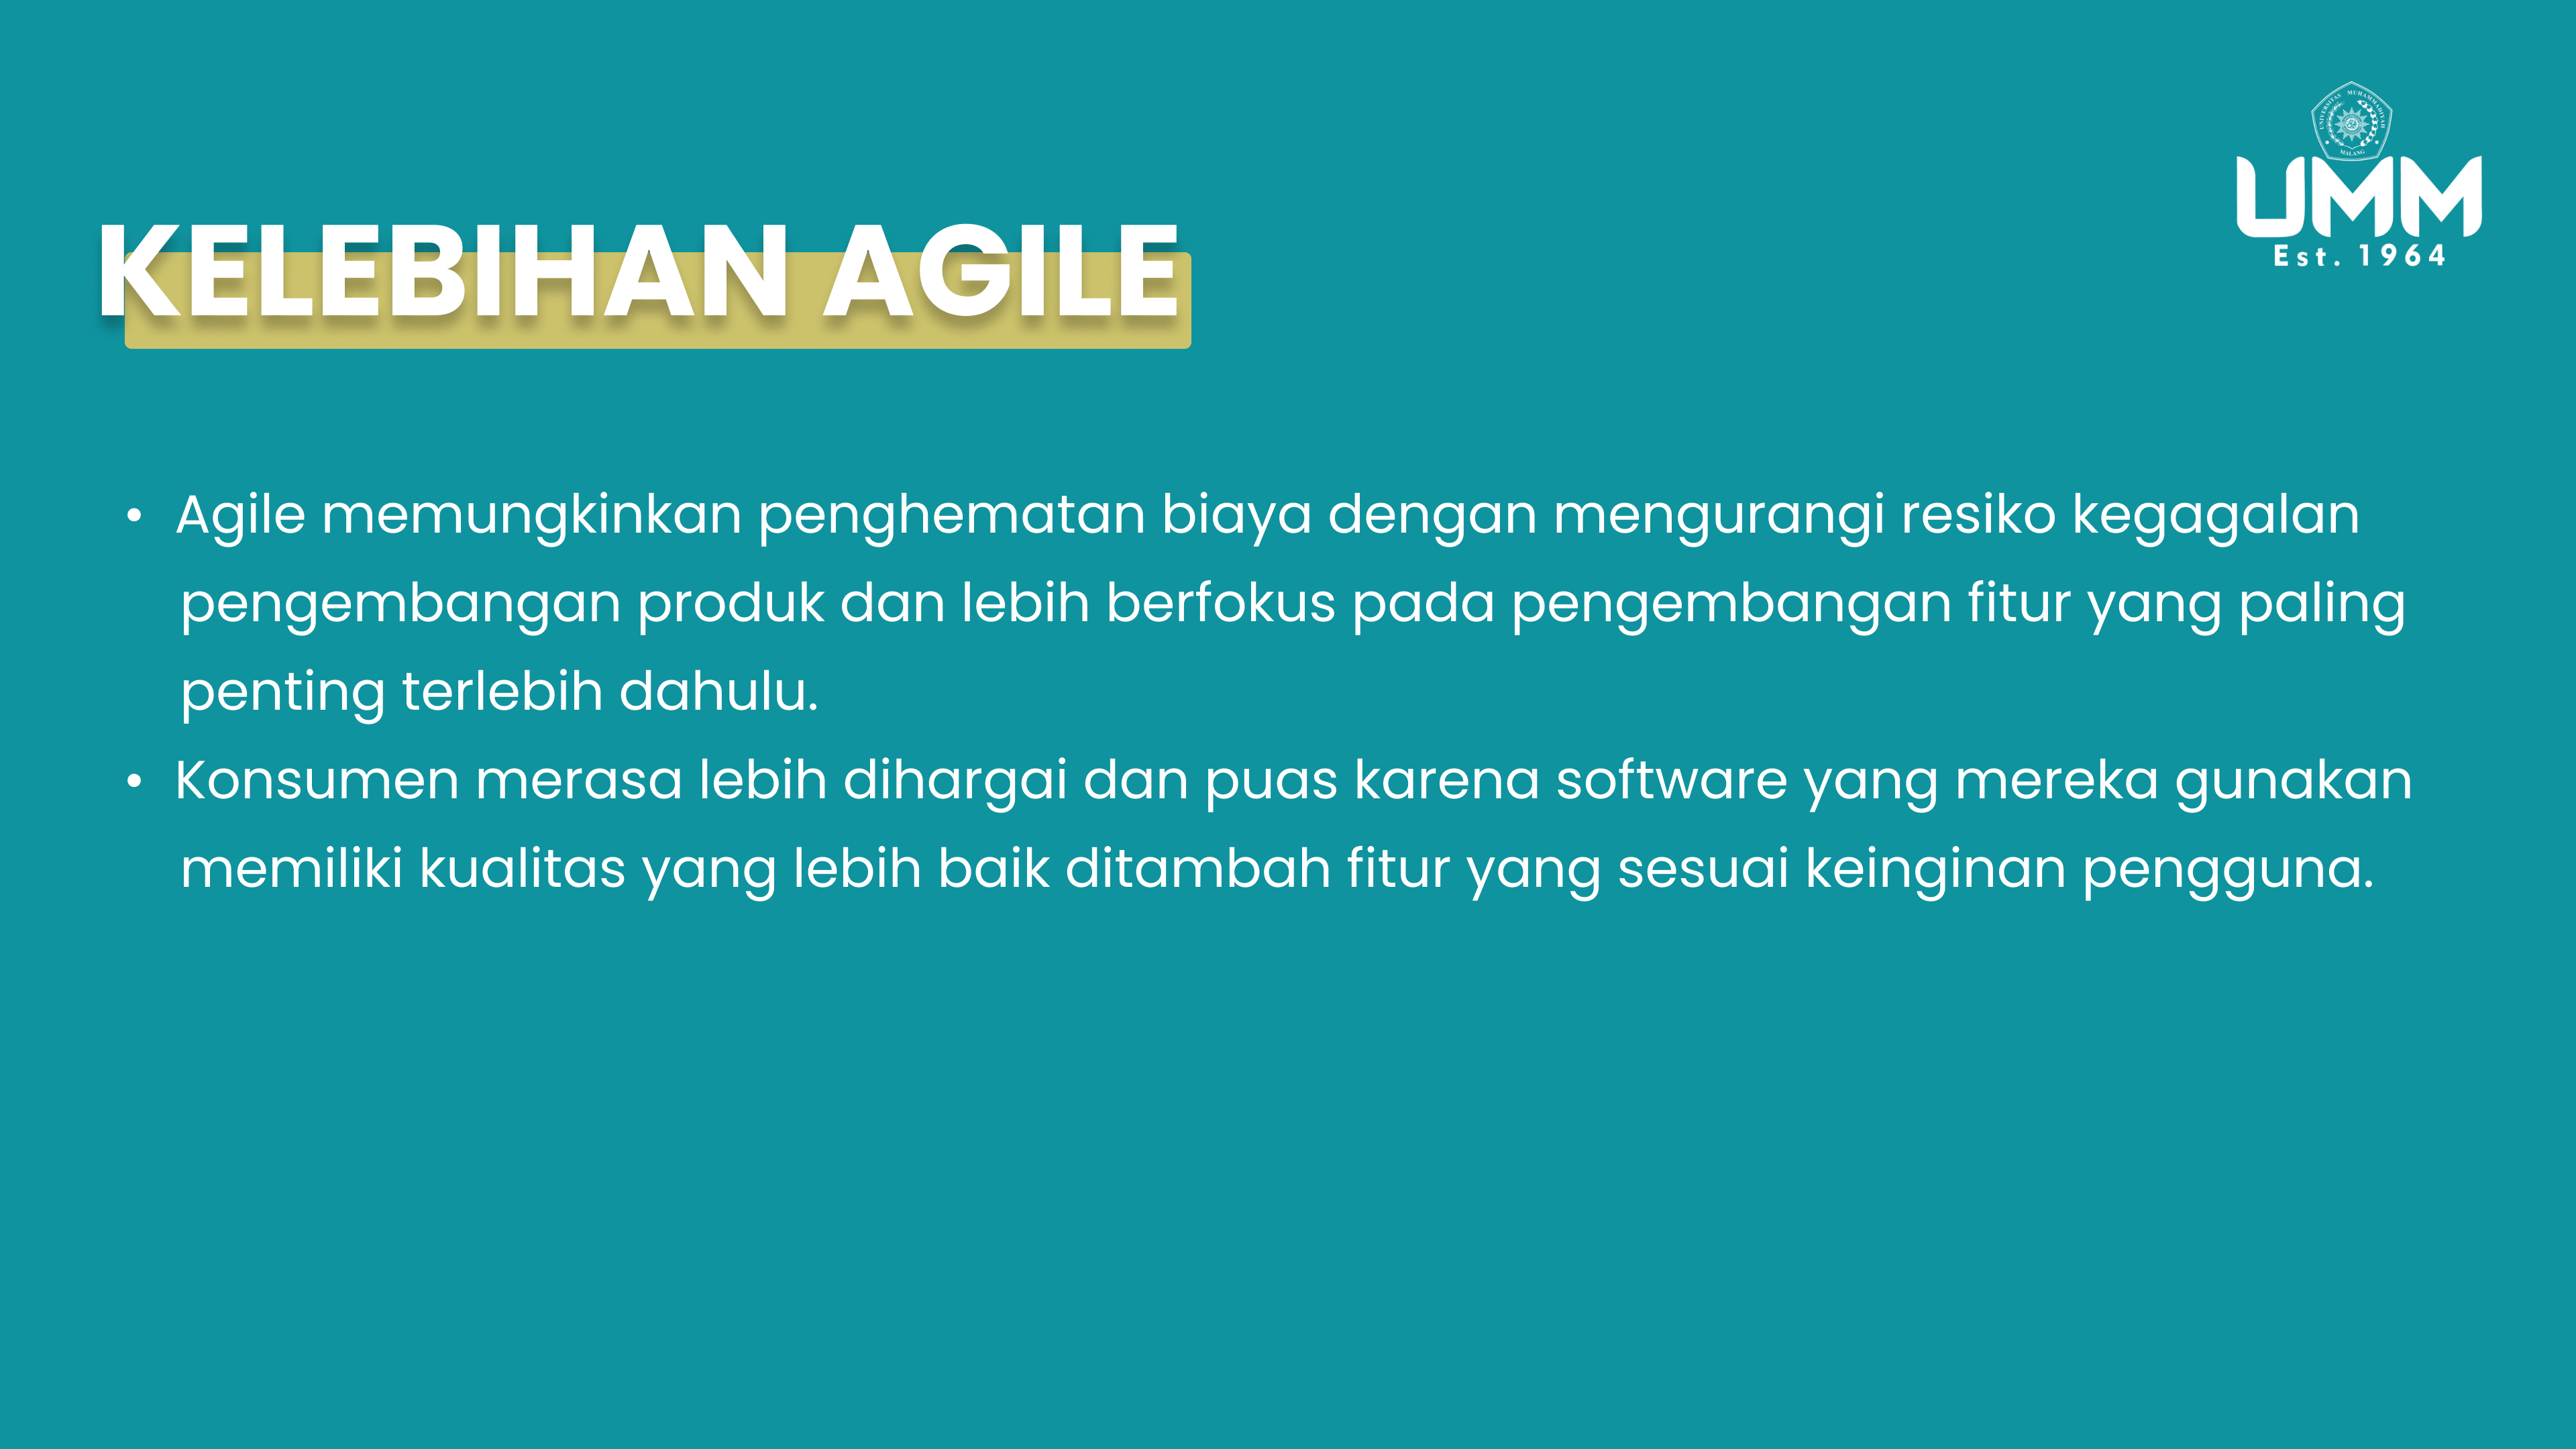 UNIVERSITAS MUHAMMADIYAH
MALANG
UMM
Est. 1964
KELEBIHAN AGILE
• Agile memungkinkan penghematan biaya dengan mengurangi resiko kegagalan
pengembangan produk dan lebih berfokus pada pengembangan fitur yang paling
penting terlebih dahulu.
• Konsumen merasa lebih dihargai dan puas karena software yang mereka gunakan
memiliki kualitas yang lebih baik ditambah fitur yang sesuai keinginan pengguna.